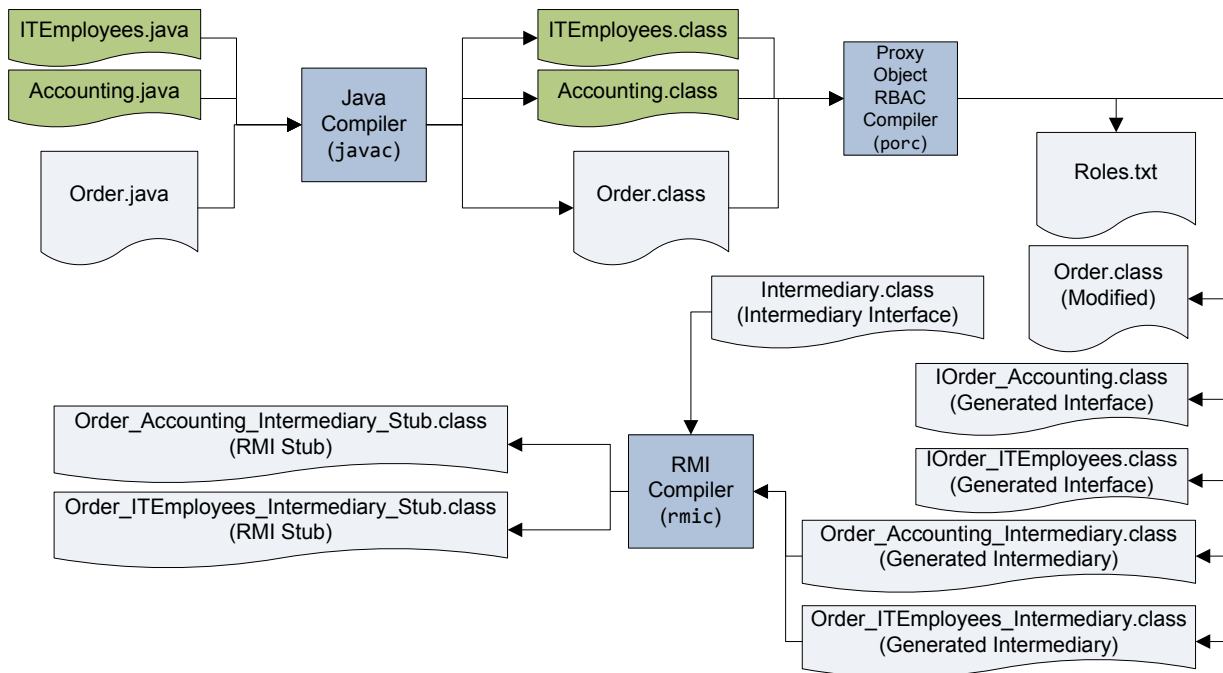 ITEmployees.java
Accounting.java
Order.java
Java
Compiler
(javac)
ITEmployees.class
Accounting.class
Order.class
Proxy
Object
RBAC
Compiler
(porc)
Roles.txt
Order.class
(Modified)
Intermediary.class
(Intermediary Interface)
IOrder_Accounting.class
(Generated Interface)
IOrder_ITEmployees.class
(Generated Interface)
Order_Accounting_Intermediary.class
(Generated Intermediary)
Order_ITEmployees_Intermediary.class
(Generated Intermediary)
RMI
Compiler
(rmic)
Order_Accounting_Intermediary_Stub.class
(RMI Stub)
Order_ITEmployees_Intermediary_Stub.class
(RMI Stub)